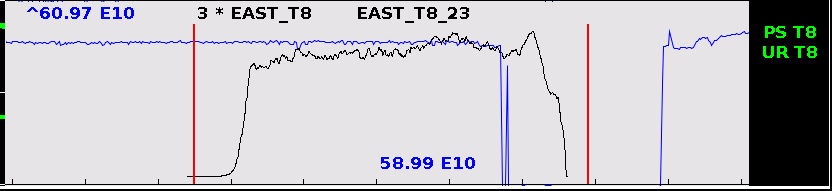 ^60.97 E10 3 * EAST_T8 EAST_T8_23
PS T8
UR T8
58.99 E10